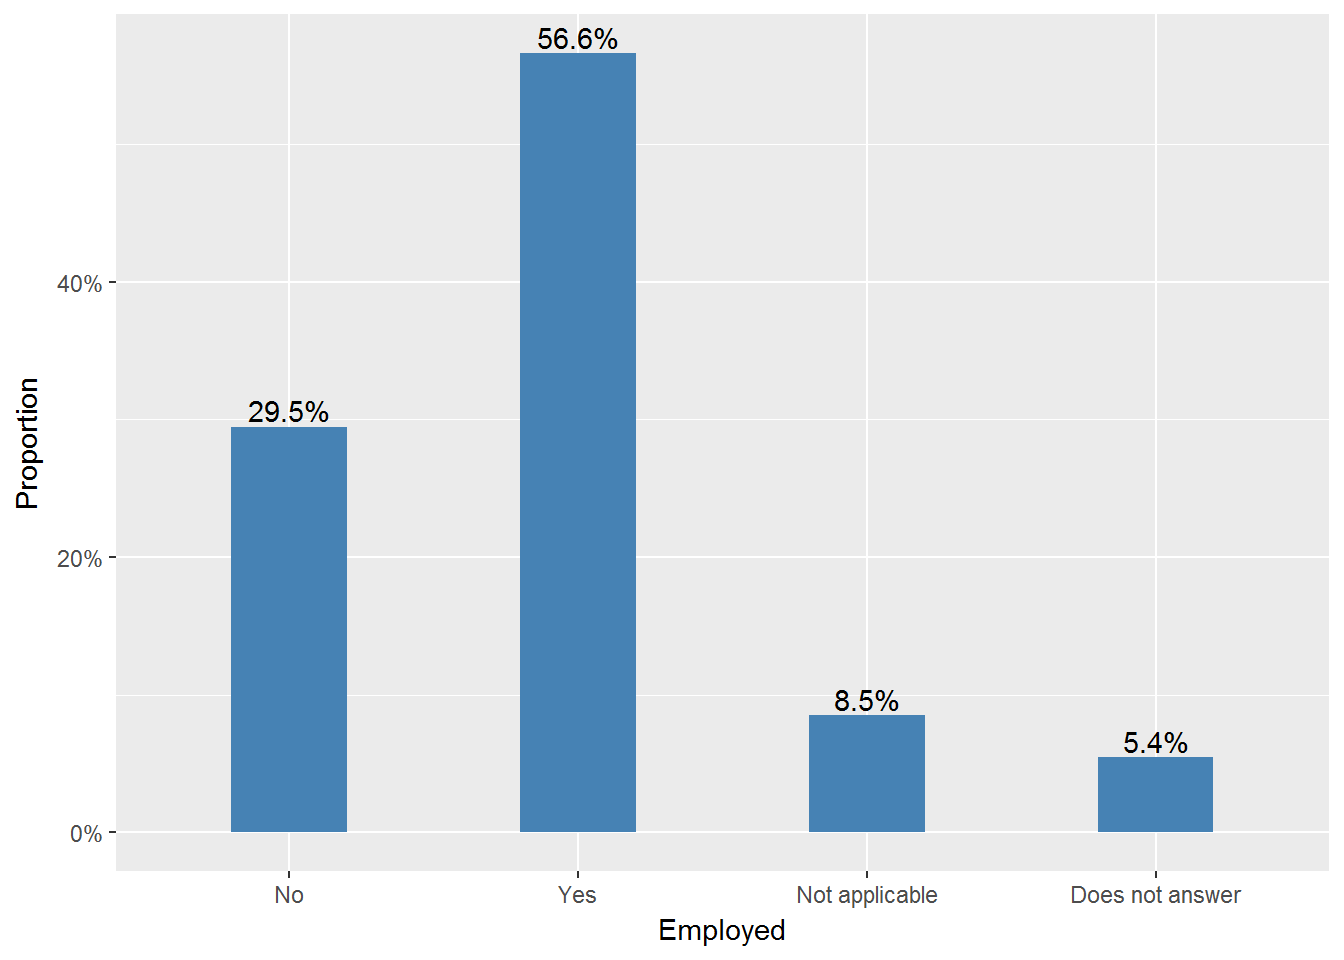 56.6%
29.5%
8.5%
5.4%
Proportion
40%
20%
0%
No
Yes
Not applicable
Does not answer
Employed